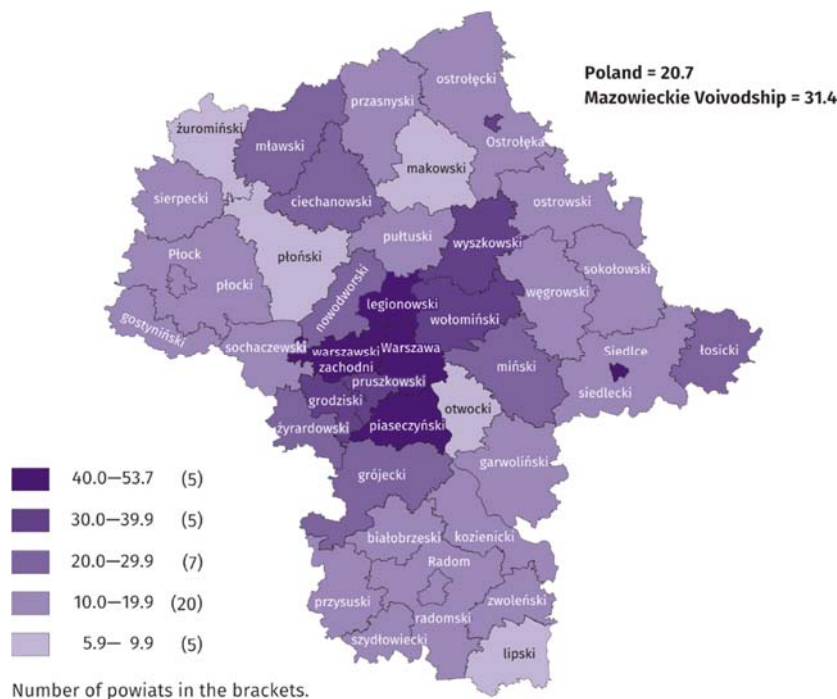 Poland = 20.7
Mazowieckie Voivodship = 31.4
ostrołęcki
przasnyski
żuromiński
mławski
Ostrołęka
makowski
sierpecki
ciechanowski
ostrowski
pułtuski
wyszkowski
Płock
płoński
sokołowski
płocki
węgrowski
nowodworski
legionowski
wołomiński
gostyniński
sochaczewski
warszawski
zachodni
Warszawa
Siedlce
łosicki
miński
pruszkowski
siedlecki
grodziski
otwocki
żyrardowski
piaseczyński
garwoliński
grójecki
białobrzeski
kozienicki
Radom
przysuski
zwoleński
radomski
szydłowiecki
lipski
40.0—53.7 (5)
30.0—39.9 (5)
20.0—29.9 (7)
10.0—19.9 (20)
5.9— 9.9 (5)
Number of powiats in the brackets.